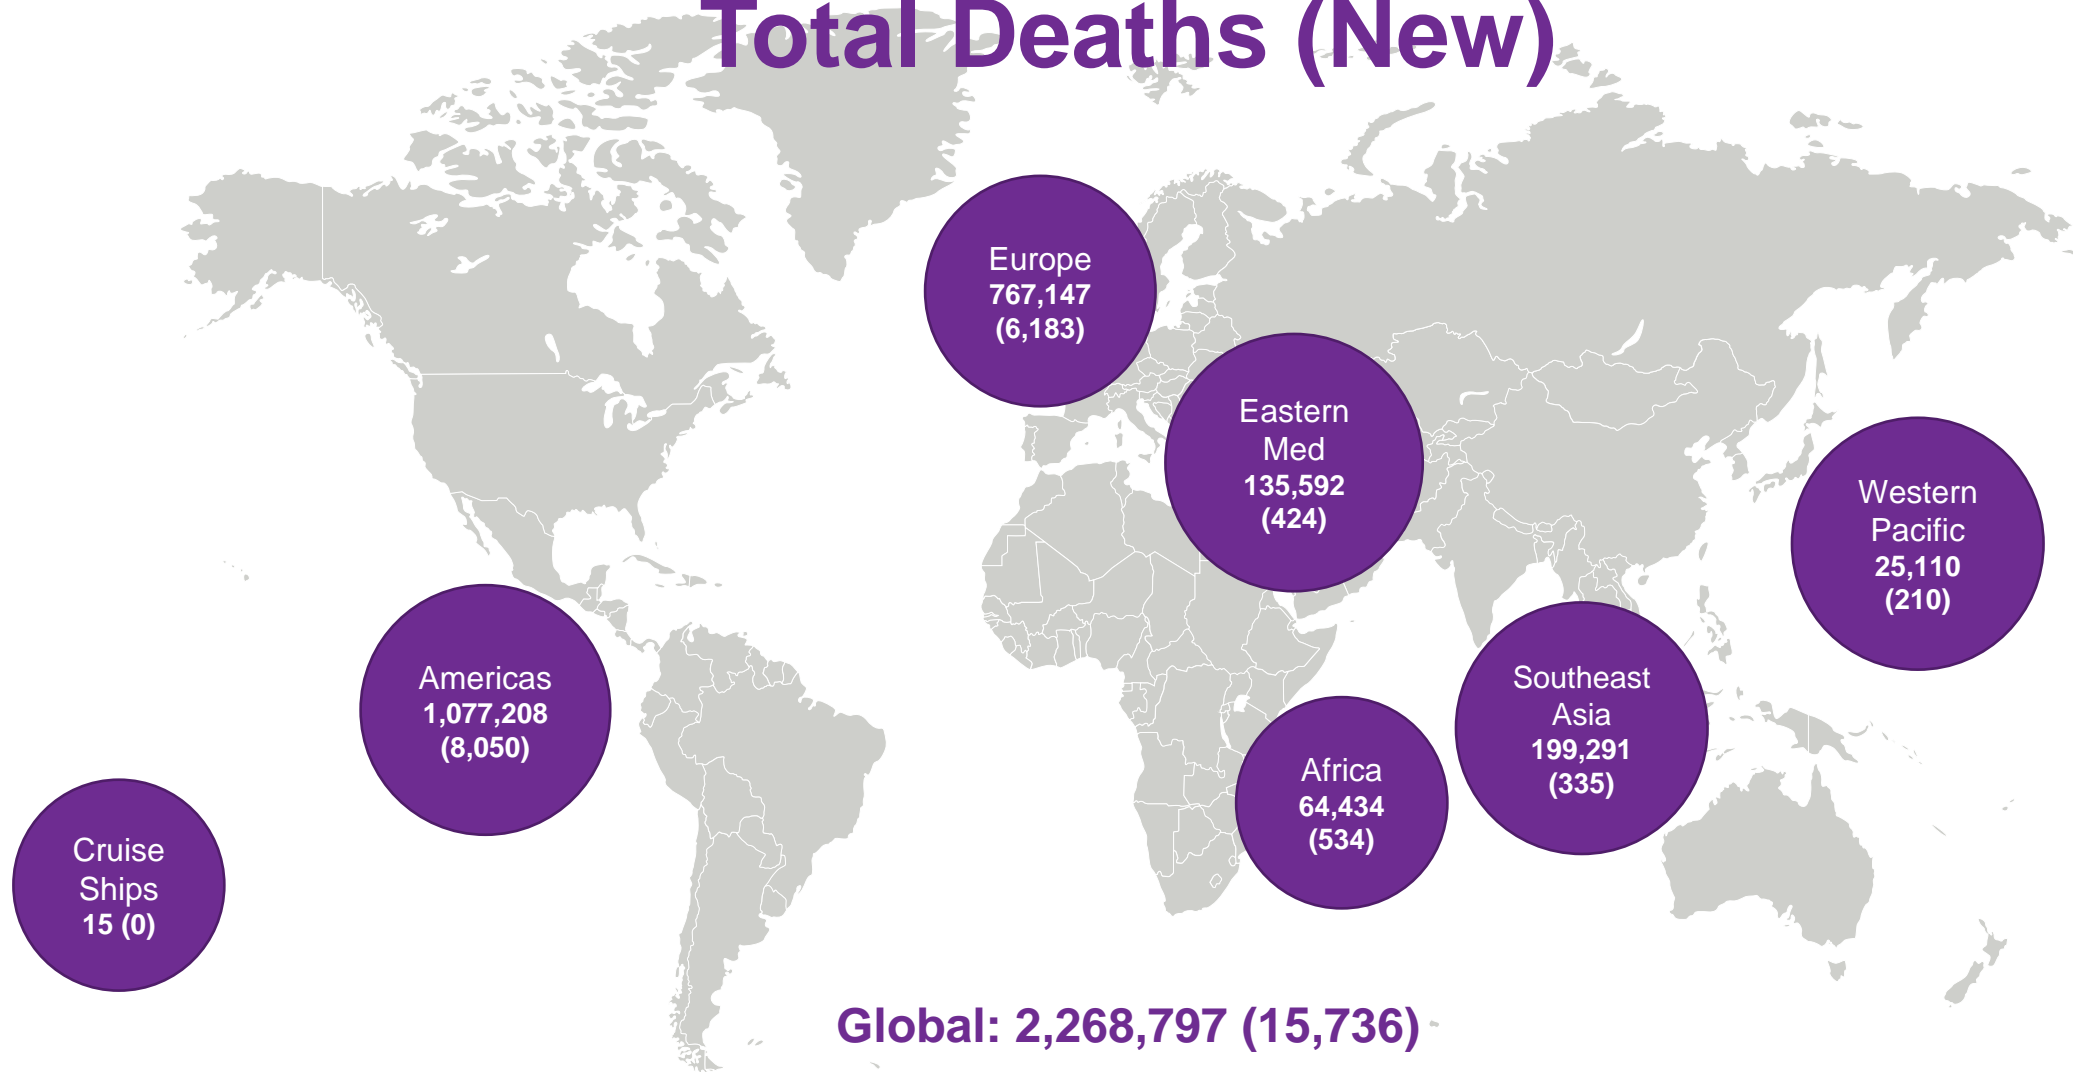 Total Deaths (New)
Europe
767,147
(6,183)
Eastern
Med
135,592
(424)
Western
Pacific
25,110
(210)
Americas
1,077,208
(8,050)
Southeast
Asia
199,291
(335)
Africa
64,434
(534)
Cruise
Ships
15 (0)
Global: 2,268,797 (15,736)